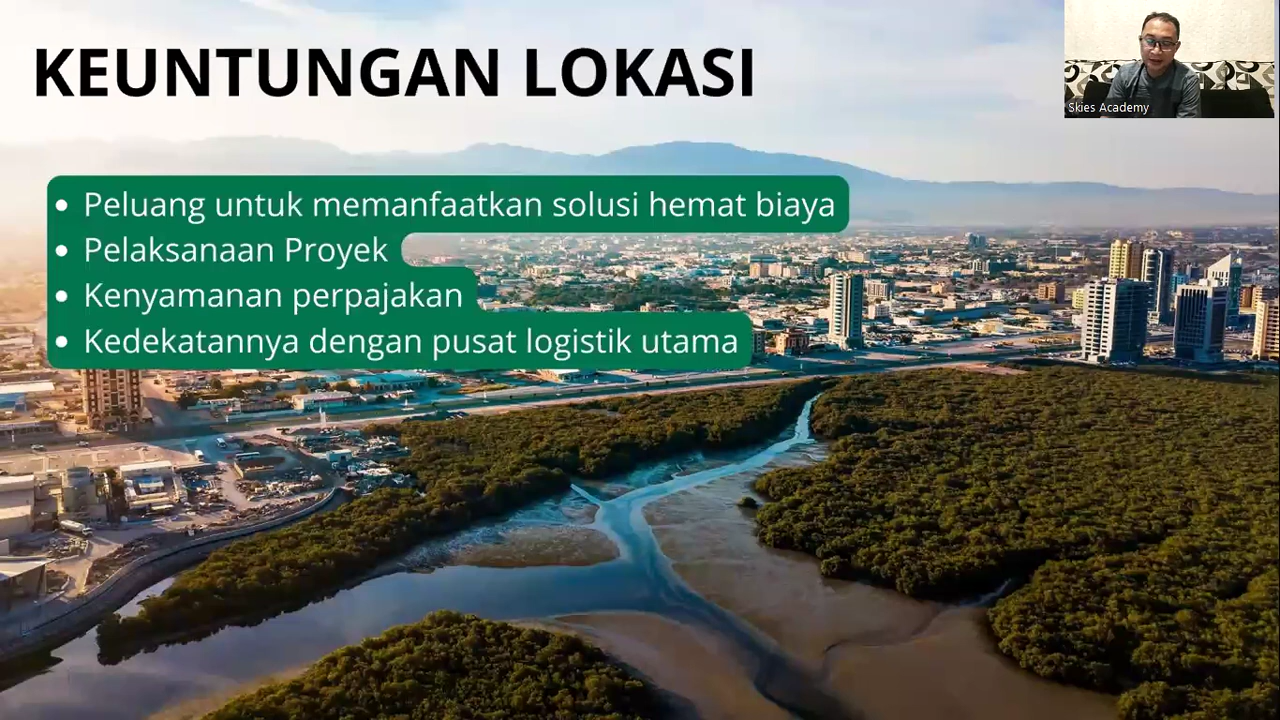 KEUNTUNGAN LOKASI
Skies Academy
• Peluang untuk memanfaatkan solusi hemat biaya
• Pelaksanaan Proyek
• Kenyamanan perpajakan
• Kedekatannya dengan pusat logistik utama